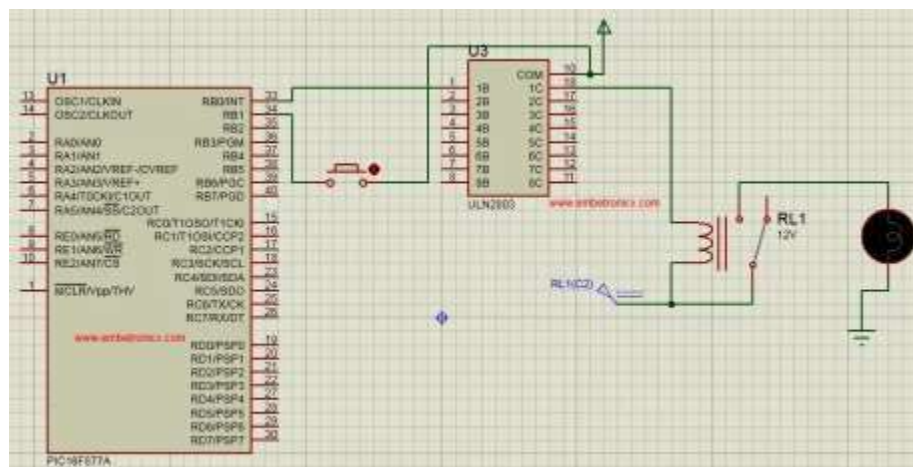 U1
13 OSC1/CLKIN
14 OSC2/CLKOUT
2 RA0/AN0
3 RA1/AN1
4 RA2/AN2/VREF-/CVREF
5 RA3/AN3/VREF+
6 RA4/T0CKI/C1OUT
7 RA5/AN4/SS/C2OUT
8 RE0/AN5/RD
9 RE1/AN6/WR
10 RE2/AN7/CS
1 MCLR/Vpp/THV
RB0/INT 33
RB1 34
RB2 35
RB3/PGM 36
RB4 37
RB5 38
RB6/PGC 39
RB7/PGD 40
RC0/T1OSO/T1CKI 15
RC1/T1OSI/CCP2 16
RC2/CCP1 17
RC3/SCK/SCL 18
RC4/SDI/SDA 23
RC5/SDO 24
RC6/TX/CK 25
RC7/RX/DT 26
RD0/PSP0 19
RD1/PSP1 20
RD2/PSP2 21
RD3/PSP3 22
RD4/PSP4 27
RD5/PSP5 28
RD6/PSP6 29
RD7/PSP7 30
www.embetronicx.com
PIC16F877A
U3
COM 10
1 1B 1C 18
2 2B 2C 17
3 3B 3C 16
4 4B 4C 15
5 5B 5C 14
6 6B 6C 13
7 7B 7C 12
8 8B 8C 11
ULN2803
www.embetronicx.com
RL1
12V
RL1(C2)